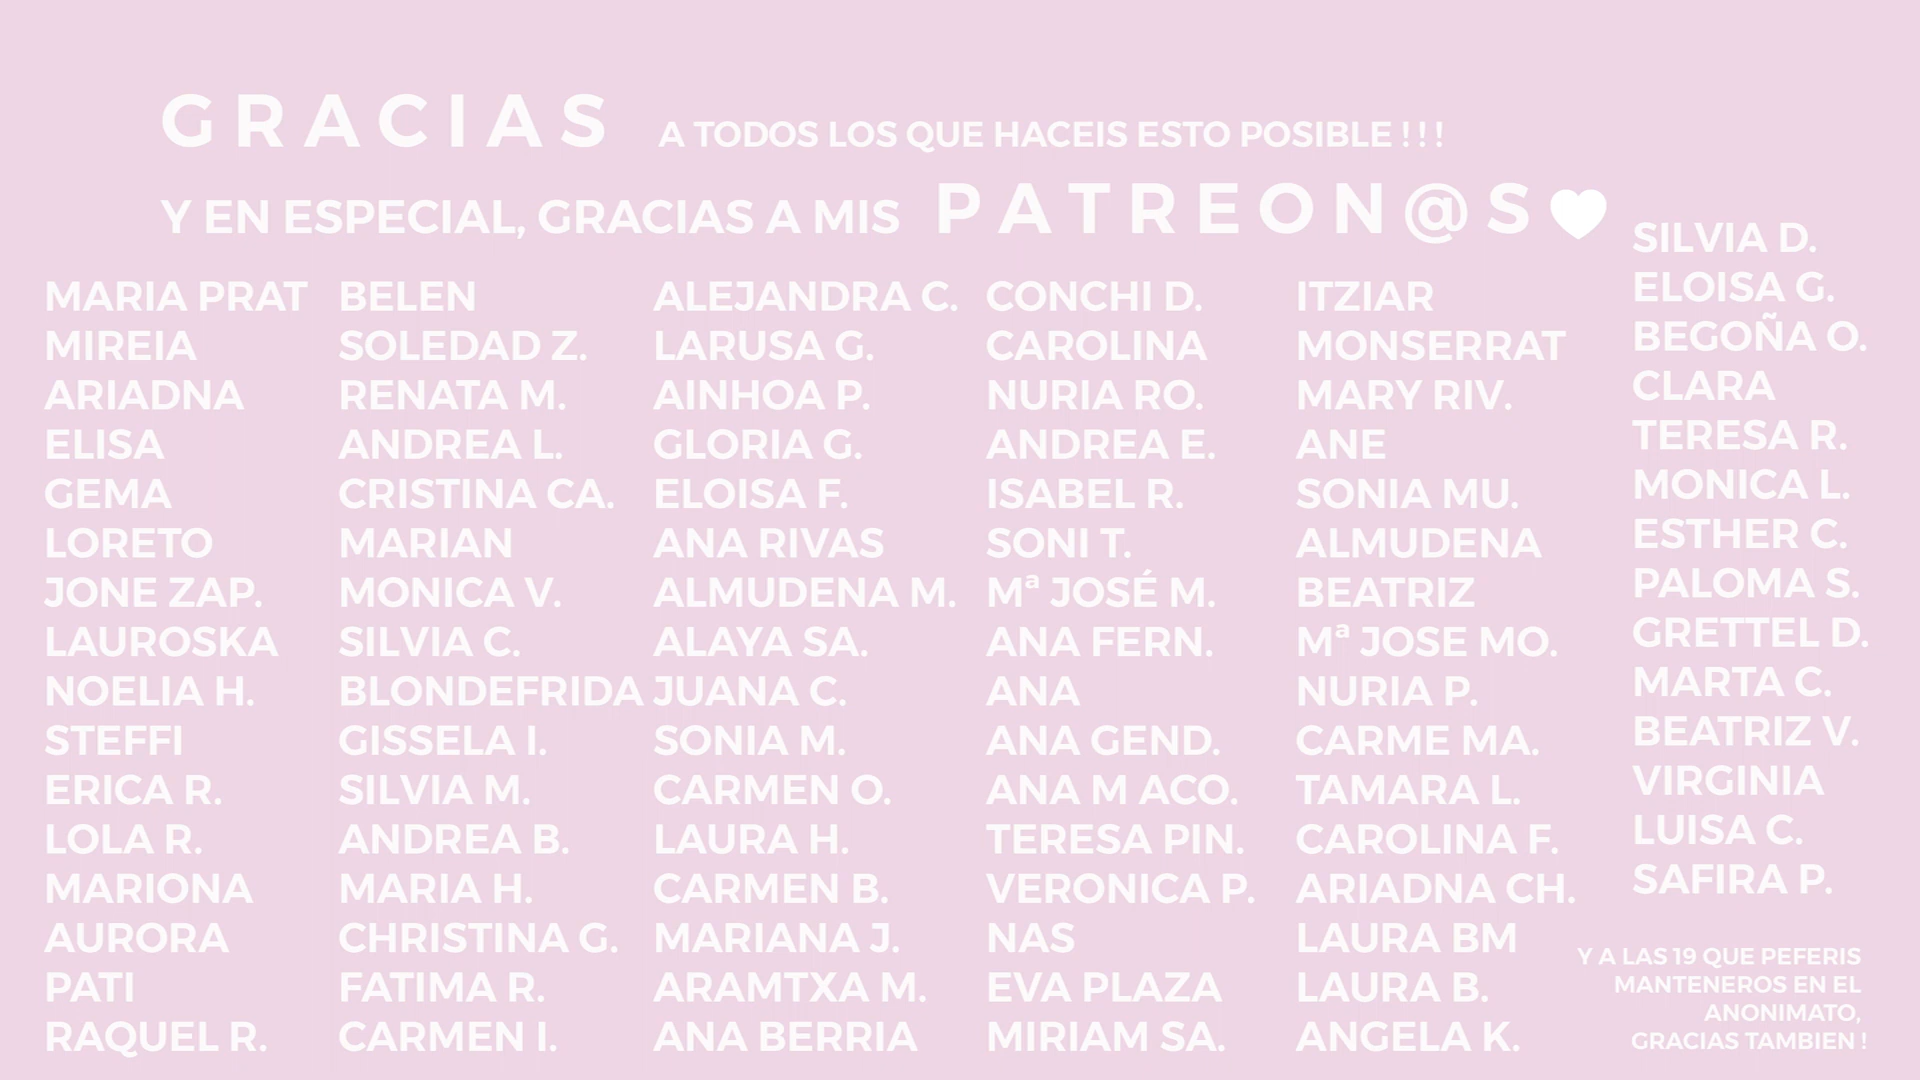 GRACIAS A TODOS LOS QUE HACEIS ESTO POSIBLE ! ! !
Y EN ESPECIAL, GRACIAS A MIS PATREON@S
MARIA PRAT
MIREIA
ARIADNA
ELISA
GEMA
LORETO
JONE ZAP.
LAUROSKA
NOELIA H.
STEFFI
ERICA R.
LOLA R.
MARIONA
AURORA
PATI
RAQUEL R.
BELEN
SOLEDAD Z.
RENATA M.
ANDREA L.
CRISTINA CA.
MARIAN
MONICA V.
SILVIA C.
BLONDEFRIDA
GISSELA I.
SILVIA M.
ANDREA B.
MARIA H.
CHRISTINA G.
FATIMA R.
CARMEN I.
ALEJANDRA C.
LARUSA G.
AINHOA P.
GLORIA G.
ELOISA F.
ANA RIVAS
ALMUDENA M.
ALAYA SA.
JUANA C.
SONIA M.
CARMEN O.
LAURA H.
CARMEN B.
MARIANA J.
ARAMTXA M.
ANA BERRIA
CONCHI D.
CAROLINA
NURIA RO.
ANDREA E.
ISABEL R.
SONI T.
Mª JOSÉ M.
ANA FERN.
ANA
ANA GEND.
ANA M ACO.
TERESA PIN.
VERONICA P.
NAS
EVA PLAZA
MIRIAM SA.
ITZIAR
MONSERRAT
MARY RIV.
ANE
SONIA MU.
ALMUDENA
BEATRIZ
Mª JOSE MO.
NURIA P.
CARME MA.
TAMARA L.
CAROLINA F.
ARIADNA CH.
LAURA BM
LAURA B.
ANGELA K.
SILVIA D.
ELOISA G.
BEGOÑA O.
CLARA
TERESA R.
MONICA L.
ESTHER C.
PALOMA S.
GRETTEL D.
MARTA C.
BEATRIZ V.
VIRGINIA
LUISA C.
SAFIRA P.
Y A LAS 19 QUE PEFERIS
MANTENEROS EN EL
ANONIMATO,
GRACIAS TAMBIEN !